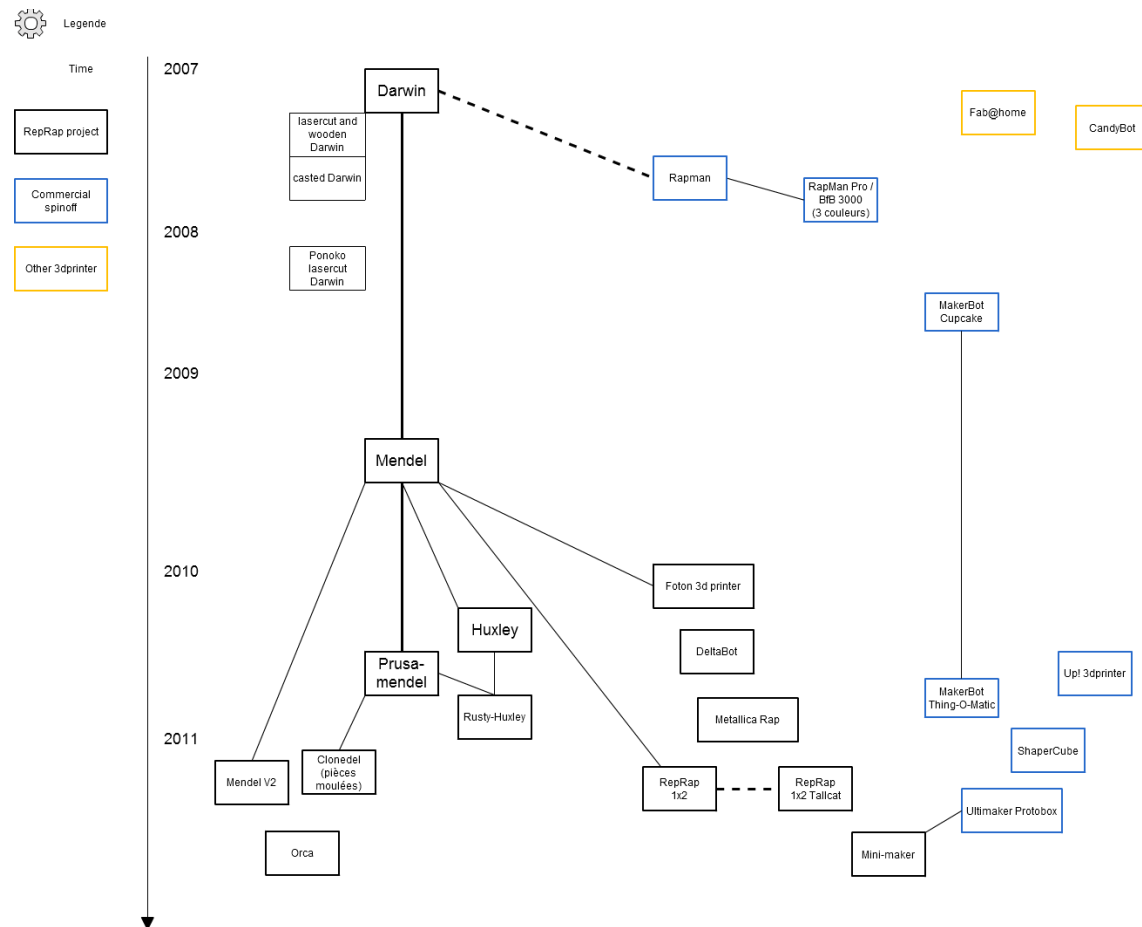 Legende
Time
2007
Darwin
RepRap project
lasercut and
wooden
Darwin
Fab@home
CandyBot
casted Darwin
Rapman
RapMan Pro /
BfB 3000
(3 couleurs)
Commercial
spinoff
2008
Other 3dprinter
Ponoko
lasercut
Darwin
MakerBot
Cupcake
2009
Mendel
2010
Foton 3d printer
Huxley
DeltaBot
Prusa-
mendel
Up! 3dprinter
MakerBot
Thing-O-Matic
Rusty-Huxley
Metallica Rap
2011
ShaperCube
Mendel V2
Clonedel
(pièces
moulées)
RepRap
1x2
RepRap
1x2 Tallcat
Ultimaker Protobox
Orca
Mini-maker